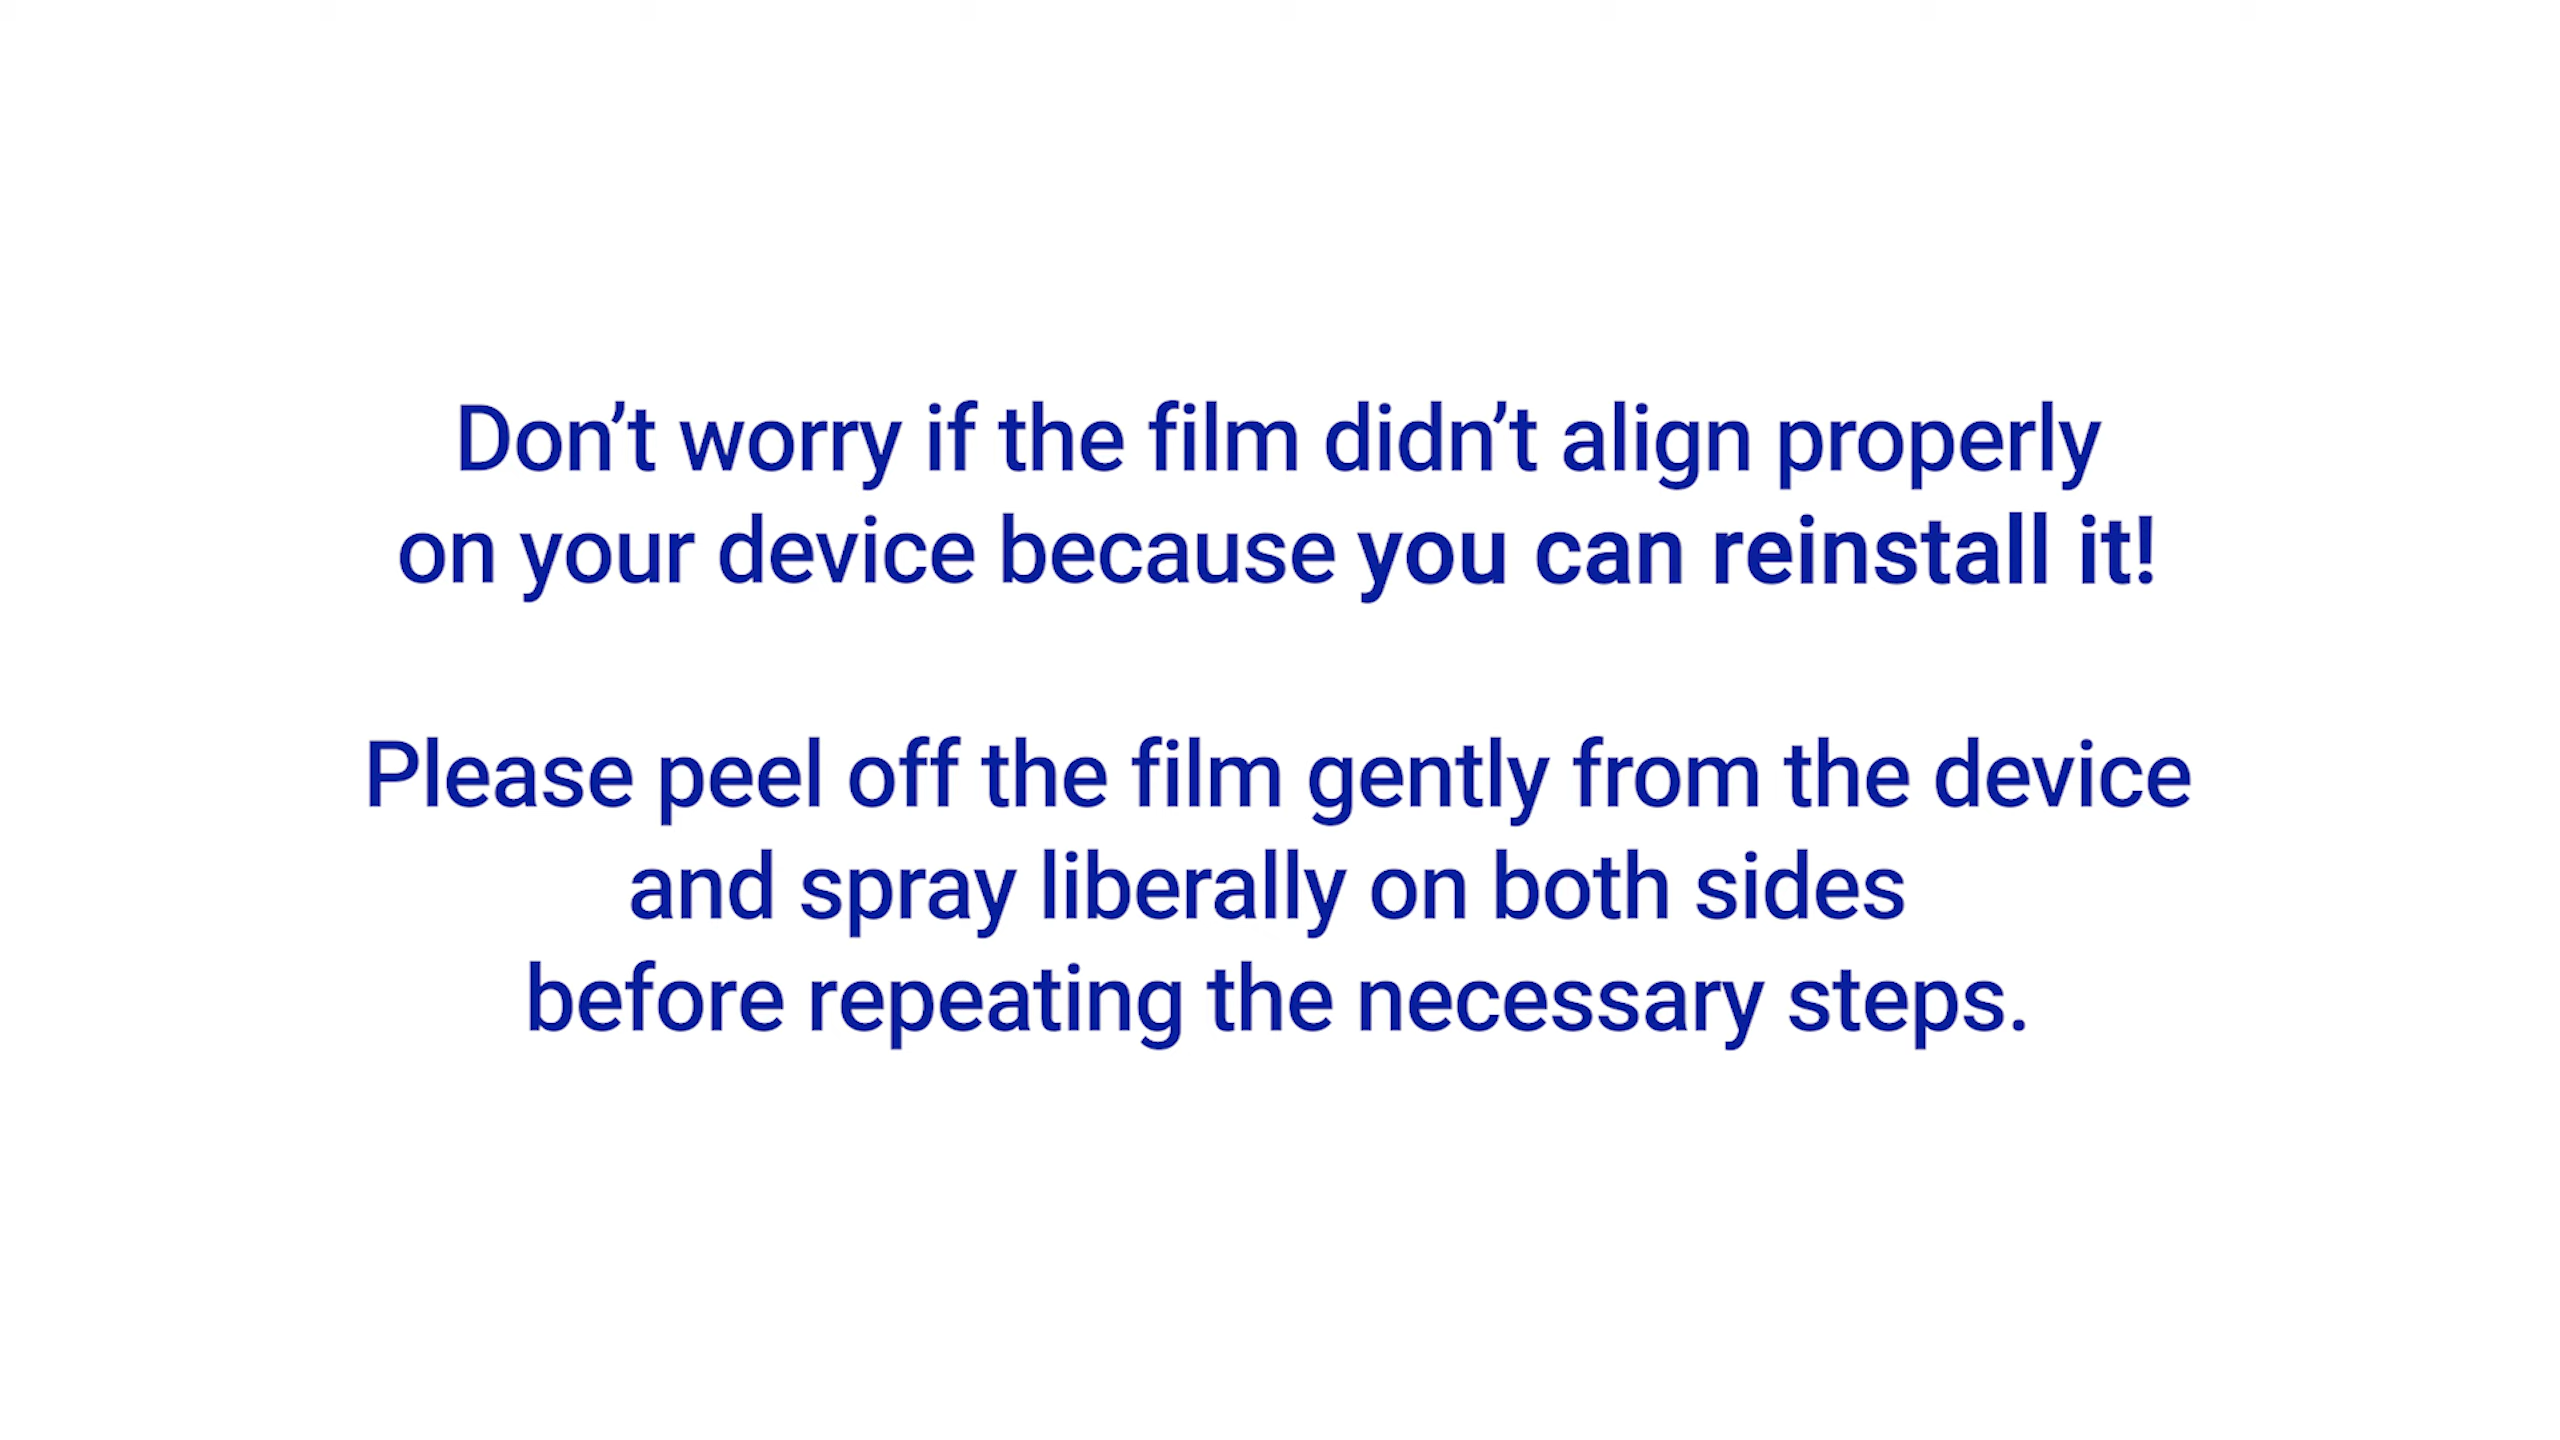 Don’t worry if the film didn’t align properly
on your device because you can reinstall it!
Please peel off the film gently from the device
and spray liberally on both sides
before repeating the necessary steps.